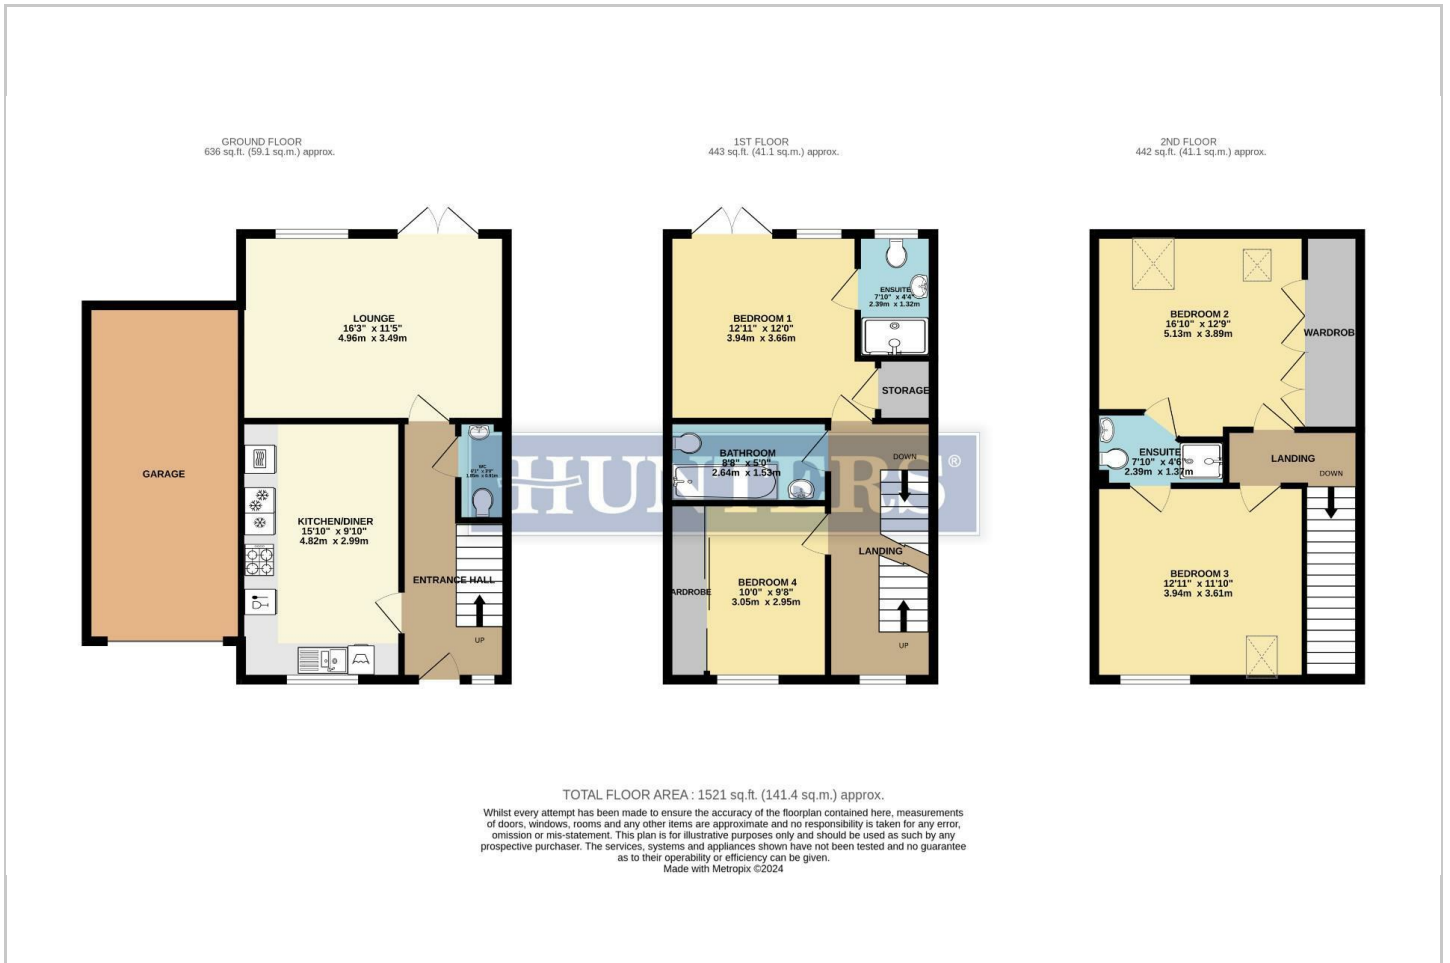 GROUND FLOOR
636 sq.ft. (59.1 sq.m.) approx.
1ST FLOOR
443 sq.ft. (41.1 sq.m.) approx.
2ND FLOOR
442 sq.ft. (41.1 sq.m.) approx.
LOUNGE
16'3" x 11'5"
4.96m x 3.49m
GARAGE
KITCHEN/DINER
15'10" x 9'10"
4.82m x 2.99m
WC
ENTRANCE HALL
UP
BEDROOM 1
12'11" x 12'0"
3.94m x 3.66m
ENSUITE
7'10" x 4'4"
2.39m x 1.32m
STORAGE
BATHROOM
8'8" x 5'0"
2.64m x 1.53m
DOWN
LANDING
ARDROBE
BEDROOM 4
10'0" x 9'8"
3.05m x 2.95m
UP
BEDROOM 2
16'10" x 12'9"
5.13m x 3.89m
WARDROB
ENSUITE
7'10" x 4'6
2.39m x 1.37m
LANDING
DOWN
BEDROOM 3
12'11" x 11'10"
3.94m x 3.61m
HUNTERS®
TOTAL FLOOR AREA : 1521 sq.ft. (141.4 sq.m.) approx.
Whilst every attempt has been made to ensure the accuracy of the floorplan contained here, measurements
of doors, windows, rooms and any other items are approximate and no responsibility is taken for any error,
omission or mis-statement. This plan is for illustrative purposes only and should be used as such by any
prospective purchaser. The services, systems and appliances shown have not been tested and no guarantee
as to their operability or efficiency can be given.
Made with Metropix ©2024